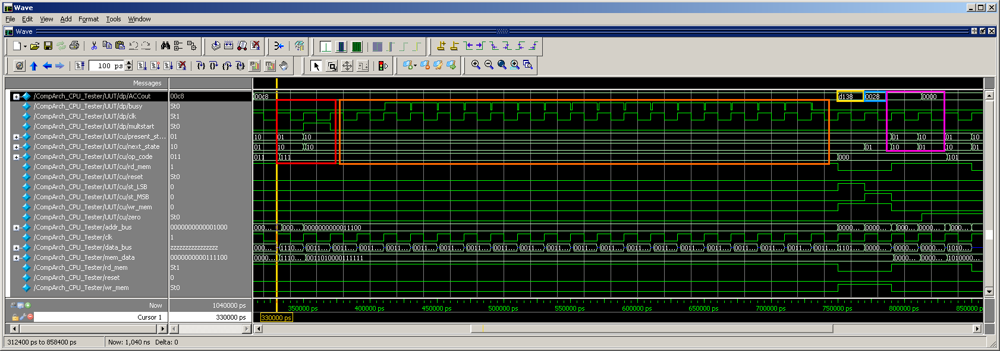 Wave
File Edit View Add Format Tools Window
Wave
100 ps
Messages
/CompArch_CPU_Tester/UUT/dp/ACCout 00c8 00c8 d138 0028 0000
/CompArch_CPU_Tester/UUT/dp/busy St0
/CompArch_CPU_Tester/UUT/dp/clk St1
/CompArch_CPU_Tester/UUT/dp/multstart St0
/CompArch_CPU_Tester/UUT/cu/present_st... 01 10 01 10 01 10 01 10
/CompArch_CPU_Tester/UUT/cu/next_state 10 01 10 10 01 10 01 10 01
/CompArch_CPU_Tester/UUT/cu/op_code 011 011 111 000 101
/CompArch_CPU_Tester/UUT/cu/rd_mem 1
/CompArch_CPU_Tester/UUT/cu/reset St0
/CompArch_CPU_Tester/UUT/cu/st_LSB 0
/CompArch_CPU_Tester/UUT/cu/st_MSB 0
/CompArch_CPU_Tester/UUT/cu/wr_mem 0
/CompArch_CPU_Tester/UUT/cu/zero St0
/CompArch_CPU_Tester/addr_bus 0000000000001000 000... 000... 0000000000011100 0000... 0000... 000... 0000... 000...
/CompArch_CPU_Tester/clk 1
/CompArch_CPU_Tester/data_bus zzzzzzzzzzzzzzzz 000... 1110... 0011... 0011... 0011... 0011... 0011... 0011... 0011... 0011... 0011... 0011... 0011... 0011... 0011... 0011... 0011... 0011... 0011... 0011... 0011... 0011... 1101... 0000... 0000... 0000... 1010...
/CompArch_CPU_Tester/mem_data 0000000000111100 0000... 1110... 0011010000111111 0000... 0000... 1010000...
/CompArch_CPU_Tester/rd_mem St1
/CompArch_CPU_Tester/reset 0
/CompArch_CPU_Tester/wr_mem St0
Now 1040000 ps 350000 ps 400000 ps 450000 ps 500000 ps 550000 ps 600000 ps 650000 ps 700000 ps 750000 ps 800000 ps 850000 p
Cursor 1 330000 ps 330000 ps
312400 ps to 858400 ps Now: 1,040 ns Delta: 0